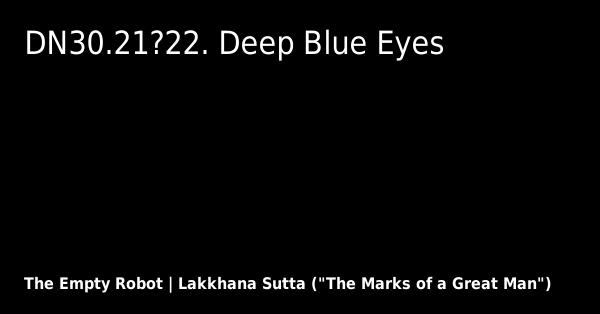 DN30.21?22. Deep Blue Eyes
The Empty Robot | Lakkhana Sutta ("The Marks of a Great Man")